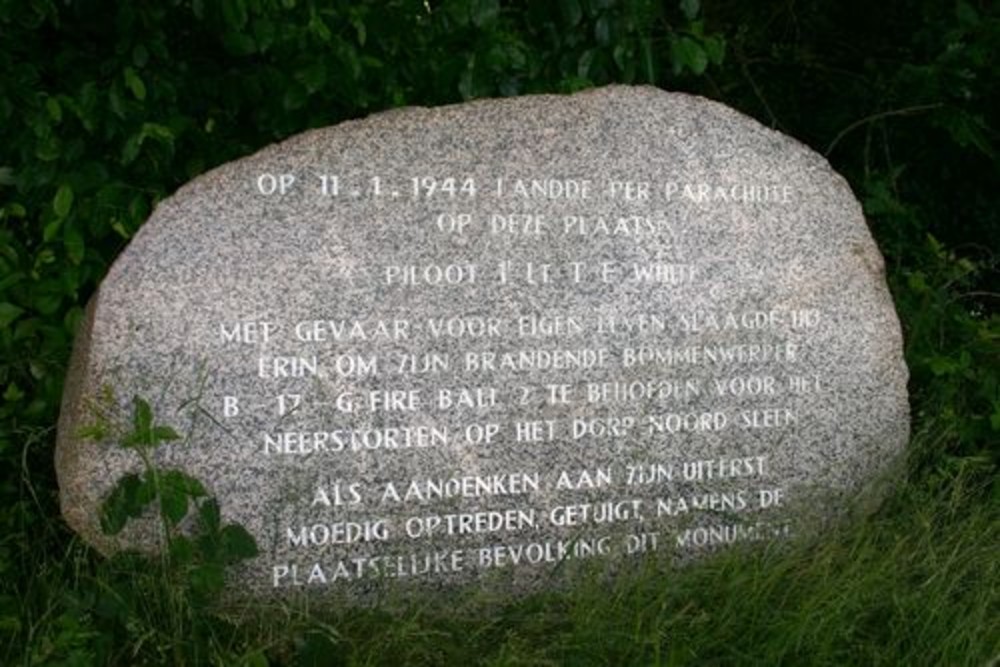 OP 11.1.1944 LANDDE PER PARACHUTE
OP DEZE PLAATS
PILOOT 1e LT T E WHITE
MET GEVAAR VOOR EIGEN LEVEN SLAAGDE HIJ
ERIN OM ZIJN BRANDENDE BOMMENWERPER
B - 17 - G FIRE BALL 2 TE BEHOEDEN VOOR HET
NEERSTORTEN OP HET DORP NOORD SLEEN
ALS AANDENKEN AAN ZIJN UITERST
MOEDIG OPTREDEN, GETUIGT, NAMENS DE
PLAATSELIJKE BEVOLKING DIT MONUMENT